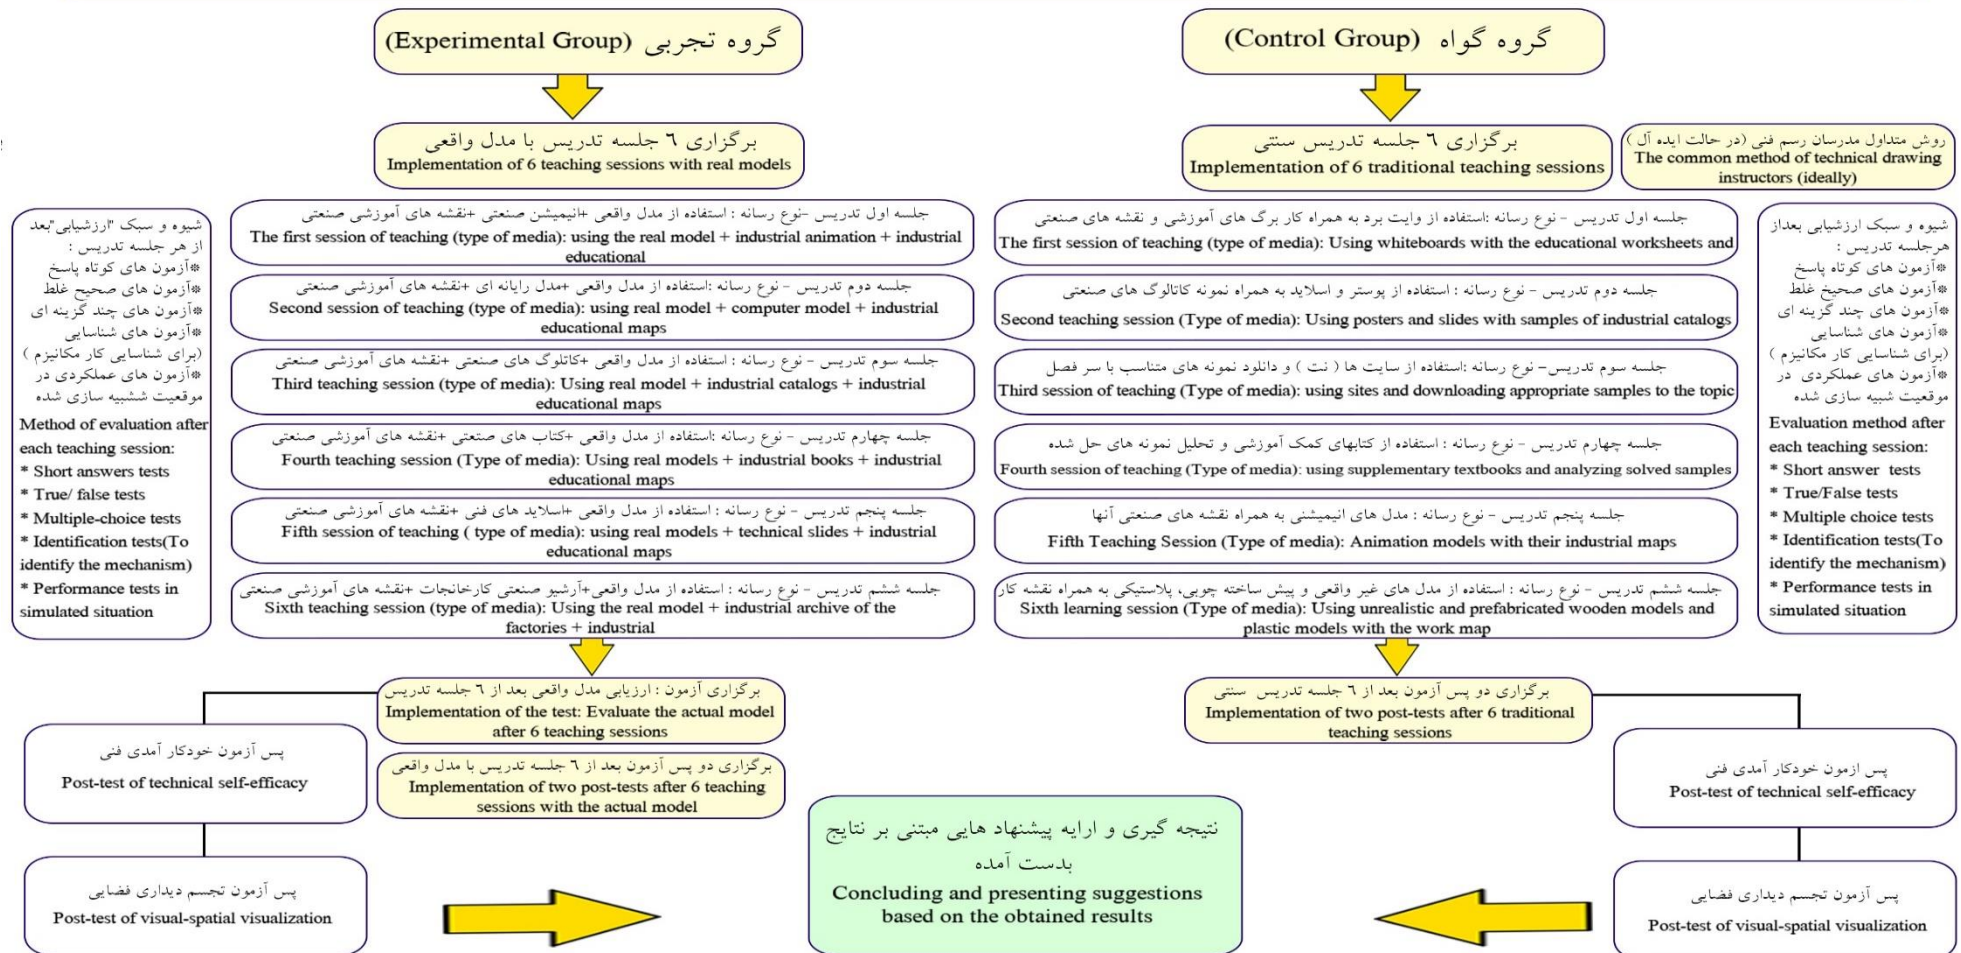 گروه تجربی (Experimental Group)
برگزاری ٦ جلسه تدریس با مدل واقعی
Implementation of 6 teaching sessions with real models
شیوه و سبک "ارزشیابی"بعد
از هر جلسه تدریس :
*آزمون های کوتاه پاسخ
*آزمون های صحیح غلط
*آزمون های چند گزینه ای
*آزمون های شناسایی
(برای شناسایی کار مکانیزم )
*آزمون های عملکردی در
موقعیت ششبیه سازی شده
Method of evaluation after
each teaching session:
* Short answers tests
* True/ false tests
* Multiple-choice tests
* Identification tests(To
identify the mechanism)
* Performance tests in
simulated situation
جلسه اول تدریس -نوع رسانه : استفاده از مدل واقعی +انیمیشن صنعتی +نقشه های آموزشی صنعتی
The first session of teaching (type of media): using the real model + industrial animation + industrial
educational
جلسه دوم تدریس - نوع رسانه :استفاده از مدل واقعی +مدل رایانه ای +نقشه های آموزشی صنعتی
Second session of teaching (type of media): using real model + computer model + industrial
educational maps
جلسه سوم تدریس - نوع رسانه : استفاده از مدل واقعی +کاتلوگ های صنعتی +نقشه های آموزشی صنعتی
Third teaching session (type of media): Using real model + industrial catalogs + industrial
educational maps
جلسه چهارم تدریس - نوع رسانه :استفاده از مدل واقعی +کتاب های صتعتی +نقشه های آموزشی صنعتی
Fourth teaching session (Type of media): Using real models + industrial books + industrial
educational maps
جلسه پنجم تدریس - نوع رسانه : استفاده از مدل واقعی +اسلاید های فنی +نقشه های آموزشی صنعتی
Fifth session of teaching ( type of media): using real models + technical slides + industrial
educational maps
جلسه ششم تدریس - نوع رسانه : استفاده از مدل واقعی+آرشیو صنعتی کارخانجات +نقشه های آموزشی صنعتی
Sixth teaching session (type of media): Using the real model + industrial archive of the
factories + industrial
برگزاری آزمون : ارزیابی مدل واقعی بعد از ٦ جلسه تدریس
Implementation of the test: Evaluate the actual model
after 6 teaching sessions
برگزاری دو پس آزمون بعد از ٦ جلسه تدریس با مدل واقعی
Implementation of two post-tests after 6 teaching
sessions with the actual model
پس آزمون خودکار آمدی فنی
Post-test of technical self-efficacy
پس آزمون تجسم دیداری فضایی
Post-test of visual-spatial visualization
گروه گواه (Control Group)
برگزاری ٦ جلسه تدریس سنتی
Implementation of 6 traditional teaching sessions
روش متداول مدرسان رسم فنی (در حالت ایده آل )
The common method of technical drawing
instructors (ideally)
جلسه اول تدریس - نوع رسانه :استفاده از وایت برد به همراه کار برگ های آموزشی و نقشه های صنعتی
The first session of teaching (type of media): Using whiteboards with the educational worksheets and
جلسه دوم تدریس - نوع رسانه : استفاده از پوستر و اسلاید به همراه نمونه کاتالوگ های صنعتی
Second teaching session (Type of media): Using posters and slides with samples of industrial catalogs
جلسه سوم تدریس– نوع رسانه :استفاده از سایت ها ( نت ) و دانلود نمونه های متناسب با سر فصل
Third session of teaching (Type of media): using sites and downloading appropriate samples to the topic
جلسه چهارم تدریس - نوع رسانه : استفاده از کتابهای کمک آموزشی و تحلیل نمونه های حل شده
Fourth session of teaching (Type of media): using supplementary textbooks and analyzing solved samples
جلسه پنجم تدریس - نوع رسانه : مدل های انیمیشنی به همراه نقشه های صنعتی آنها
Fifth Teaching Session (Type of media): Animation models with their industrial maps
جلسه ششم تدریس - نوع رسانه : استفاده از مدل های غیر واقعی و پیش ساخته چوبی، پلاستیکی به همراه نقشه کار
Sixth learning session (Type of media): Using unrealistic and prefabricated wooden models and
plastic models with the work map
شیوه و سبک ارزشیابی بعداز
هرجلسه تدریس :
*آزمون های کوتاه پاسخ
*آزمون های صحیح غلط
*آزمون های چند گزینه ای
*آزمون های شناسایی
(برای شناسایی کار مکانیزم )
*آزمون های عملکردی در
موقعیت شبیه سازی شده
Evaluation method after
each teaching session:
* Short answer tests
* True/False tests
* Multiple choice tests
* Identification tests(To
identify the mechanism)
* Performance tests in
simulated situation
برگزاری دو پس آزمون بعد از ٦ جلسه تدریس سنتی
Implementation of two post-tests after 6 traditional
teaching sessions
پس ازمون خودکار آمدی فنی
Post-test of technical self-efficacy
پس آزمون تجسم دیداری فضایی
Post-test of visual-spatial visualization
نتیجه گیری و ارایه پیشنهاد هایی مبتنی بر نتایج
بدست آمده
Concluding and presenting suggestions
based on the obtained results